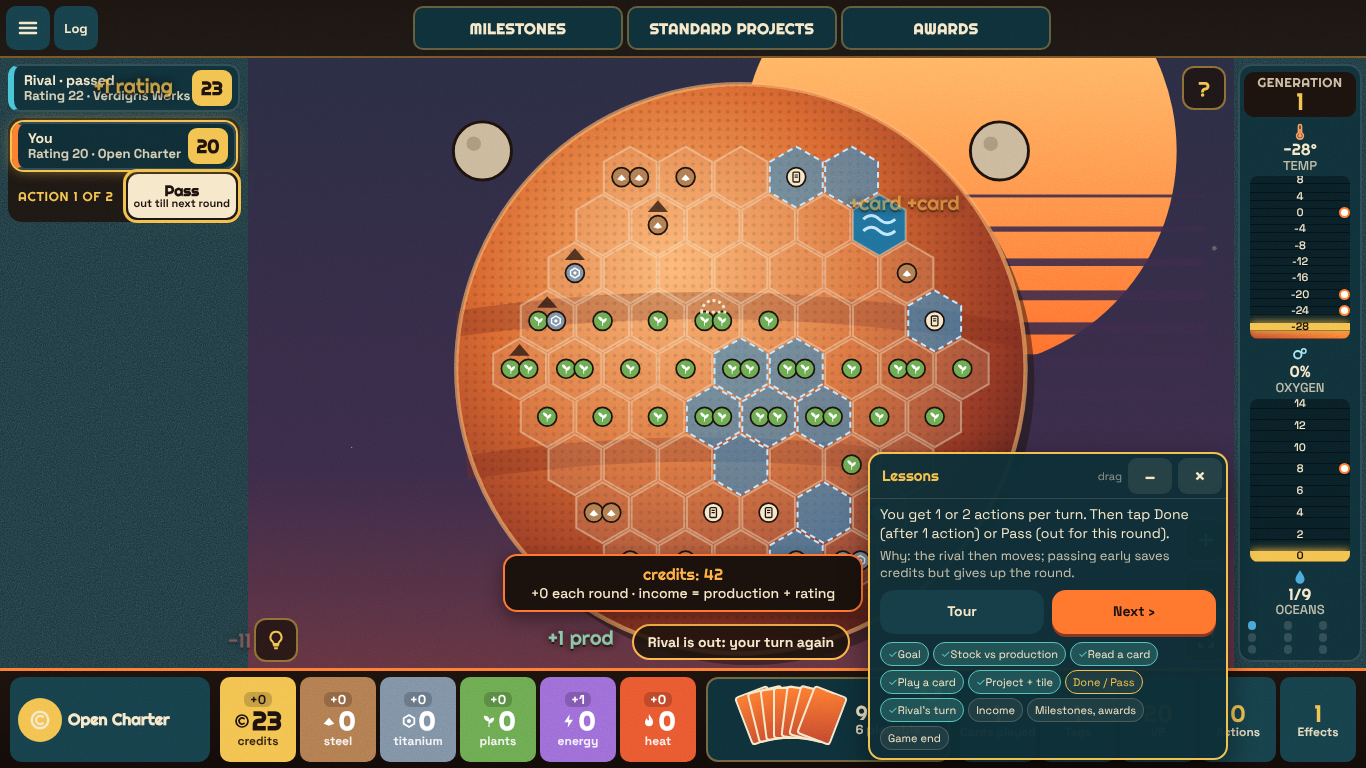 Log
MILESTONES
STANDARD PROJECTS
AWARDS
Rival · passed
+1 rating
Rating 22 · Verdigris Works
23
You
Rating 20 · Open Charter
20
ACTION 1 OF 2
Pass
out till next round
?
+card +card
GENERATION
1
-28°
TEMP
8
4
0
-4
-8
-12
-16
-20
-24
-28
0%
OXYGEN
14
12
10
8
6
4
2
0
1/9
OCEANS
Lessons
drag
You get 1 or 2 actions per turn. Then tap Done
(after 1 action) or Pass (out for this round).
Why: the rival then moves; passing early saves
credits but gives up the round.
Tour
Next >
✓Goal
✓Stock vs production
✓Read a card
✓Play a card
✓Project + tile
Done / Pass
✓Rival's turn
Income
Milestones, awards
Game end
credits: 42
+0 each round · income = production + rating
-11
+1 prod
Rival is out: your turn again
© Open Charter
+0
© 23
credits
+0
0
steel
+0
0
titanium
+0
0
plants
+1
0
energy
+0
0
heat
9
6
0
1
Effects